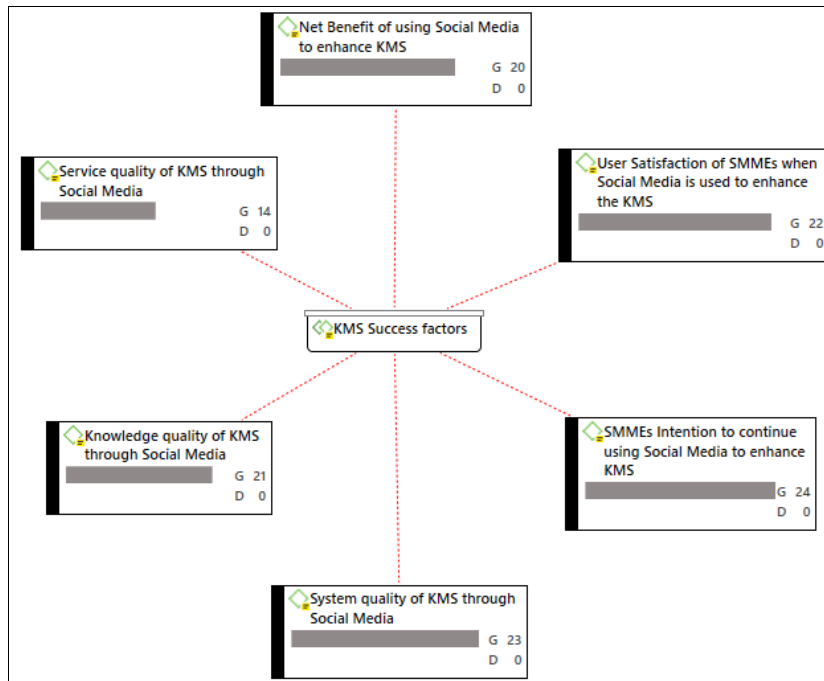 Net Benefit of using Social Media
to enhance KMS
G 20
D 0
Service quality of KMS through
Social Media
G 14
D 0
User Satisfaction of SMMEs when
Social Media is used to enhance
the KMS
G 22
D 0
KMS Success factors
Knowledge quality of KMS
through Social Media
G 21
D 0
SMMEs Intention to continue
using Social Media to enhance
KMS
G 24
D 0
System quality of KMS through
Social Media
G 23
D 0